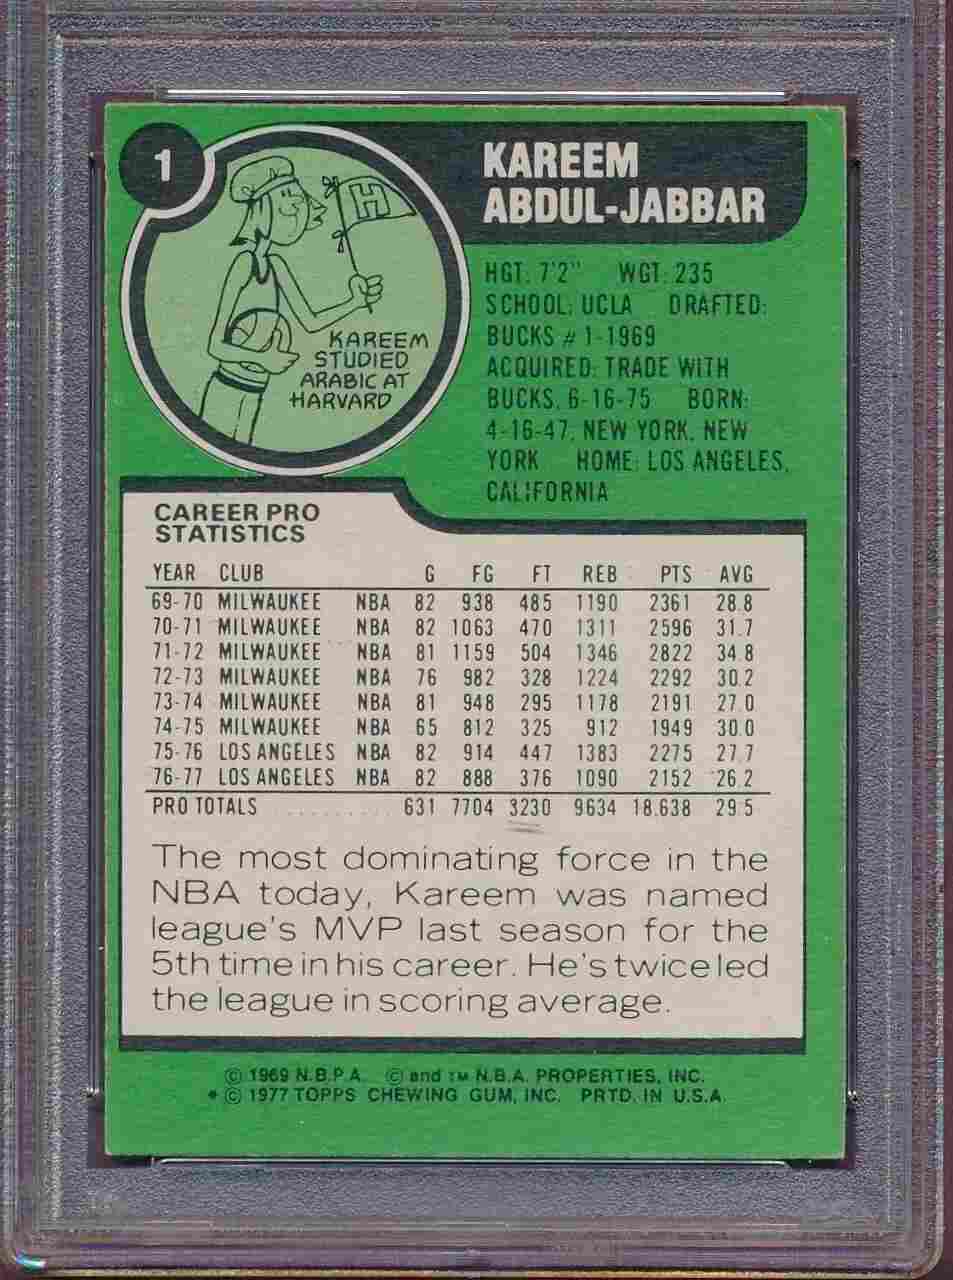 1
KAREEM
ABDUL-JABBAR
H
KAREEM
STUDIED
ARABIC AT
HARVARD
HGT: 7'2" WGT: 235
SCHOOL: UCLA DRAFTED:
BUCKS # 1-1969
ACQUIRED: TRADE WITH
BUCKS, 6-16-75 BORN:
4-16-47, NEW YORK, NEW
YORK HOME: LOS ANGELES,
CALIFORNIA
CAREER PRO
STATISTICS
YEAR CLUB G FG FT REB PTS AVG
69-70 MILWAUKEE NBA 82 938 485 1190 2361 28.8
70-71 MILWAUKEE NBA 82 1063 470 1311 2596 31.7
71-72 MILWAUKEE NBA 81 1159 504 1346 2822 34.8
72-73 MILWAUKEE NBA 76 982 328 1224 2292 30.2
73-74 MILWAUKEE NBA 81 948 295 1178 2191 27.0
74-75 MILWAUKEE NBA 65 812 325 912 1949 30.0
75-76 LOS ANGELES NBA 82 914 447 1383 2275 27.7
76-77 LOS ANGELES NBA 82 888 376 1090 2152 26.2
PRO TOTALS .......... 631 7704 3230 9634 18.638 29.5
The most dominating force in the
NBA today, Kareem was named
league's MVP last season for the
5th time in his career. He's twice led
the league in scoring average.
© 1969 N.B.P.A. © and ™ N.B.A. PROPERTIES, INC.
* © 1977 TOPPS CHEWING GUM, INC. PRTD. IN U.S.A.